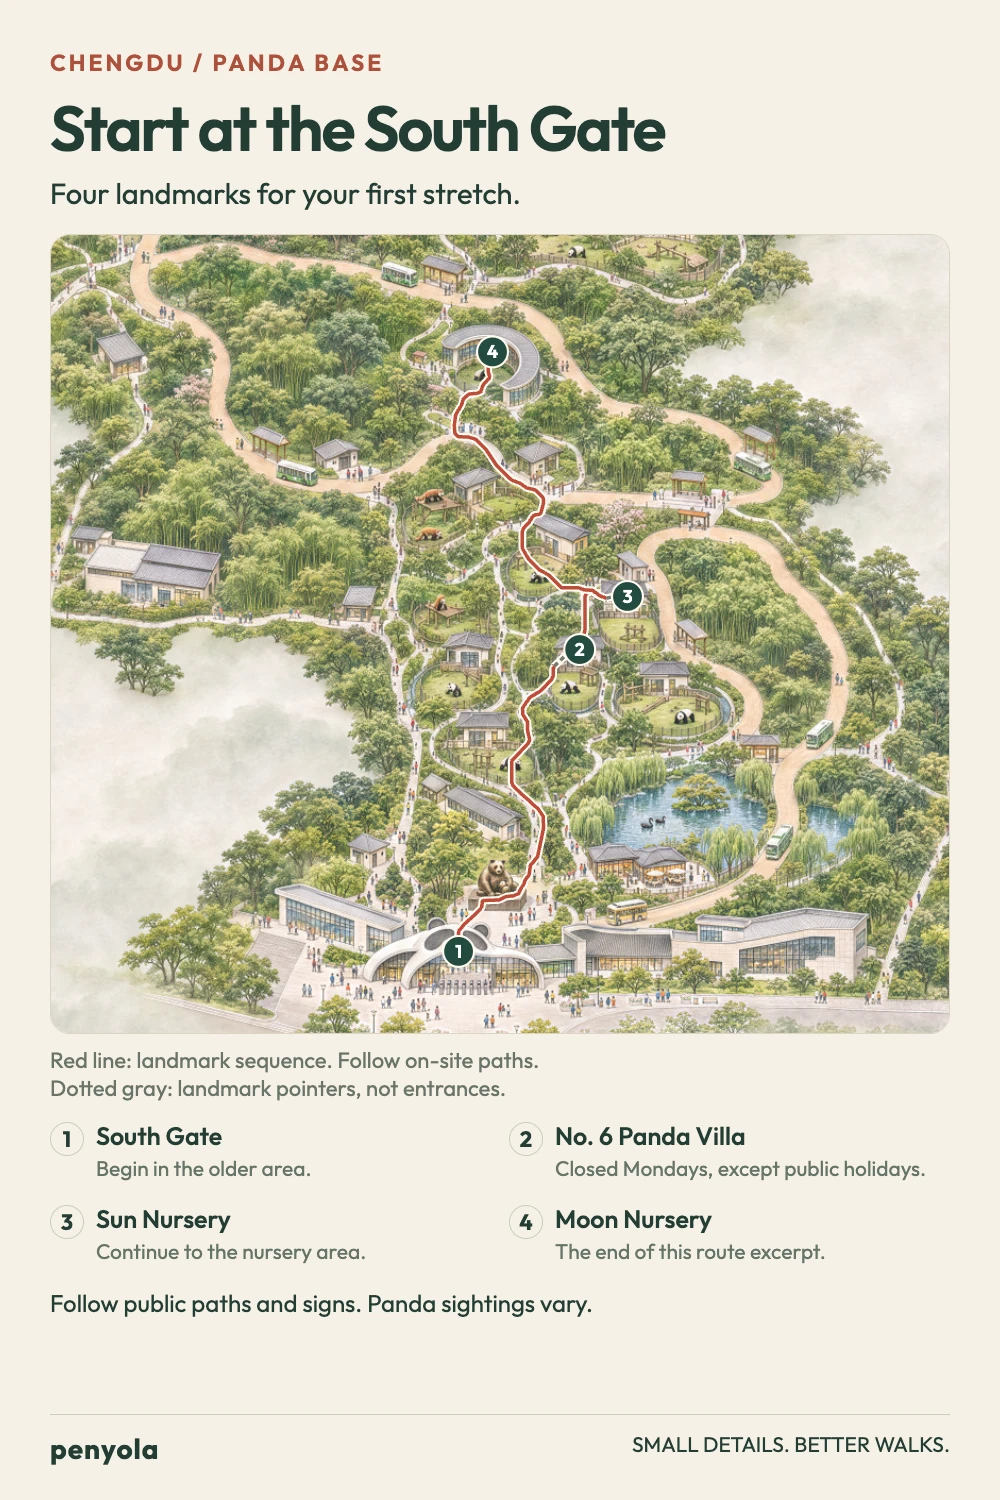 CHENGDU / PANDA BASE
Start at the South Gate
Four landmarks for your first stretch.
4
3
2
1
Red line: landmark sequence. Follow on-site paths.
Dotted gray: landmark pointers, not entrances.
1 South Gate
Begin in the older area.
2 No. 6 Panda Villa
Closed Mondays, except public holidays.
3 Sun Nursery
Continue to the nursery area.
4 Moon Nursery
The end of this route excerpt.
Follow public paths and signs. Panda sightings vary.
penyola
SMALL DETAILS. BETTER WALKS.